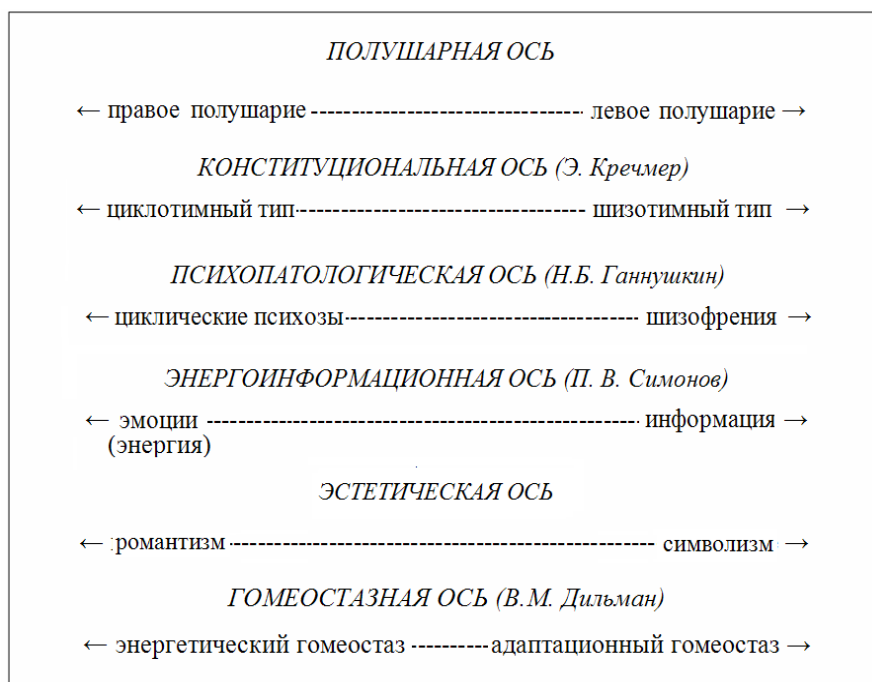 ПОЛУШАРНАЯ ОСЬ
← правое полушарие ------------------------------ левое полушарие →
КОНСТИТУЦИОНАЛЬНАЯ ОСЬ (Э. Кречмер)
← циклотимный тип-------------------------------- шизотимный тип →
ПСИХОПАТОЛОГИЧЕСКАЯ ОСЬ (Н.Б. Ганнушкин)
← циклические психозы--------------------------------- шизофрения →
ЭНЕРГОИНФОРМАЦИОННАЯ ОСЬ (П. В. Симонов)
← эмоции ------------------------------------------------ информация →
(энергия)
ЭСТЕТИЧЕСКАЯ ОСЬ
← романтизм----------------------------------------------- символизм →
ГОМЕОСТАЗНАЯ ОСЬ (В.М. Дильман)
← энергетический гомеостаз ---------адаптационный гомеостаз →